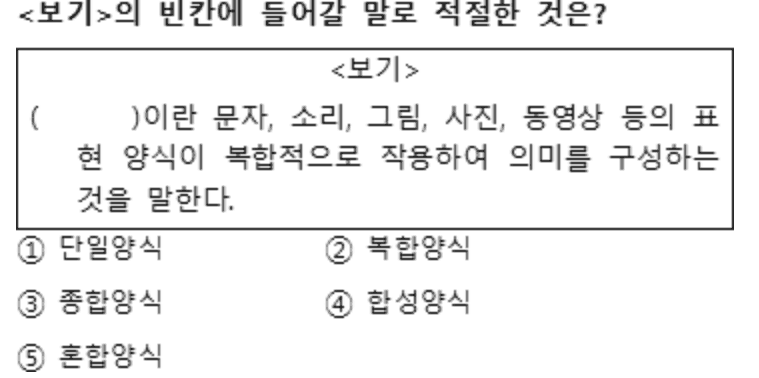 <보기>의 빈칸에 들어갈 말로 적절한 것은?
<보기>
( )이란 문자, 소리, 그림, 사진, 동영상 등의 표
현 양식이 복합적으로 작용하여 의미를 구성하는
것을 말한다.
① 단일양식 ② 복합양식
③ 종합양식 ④ 합성양식
⑤ 혼합양식